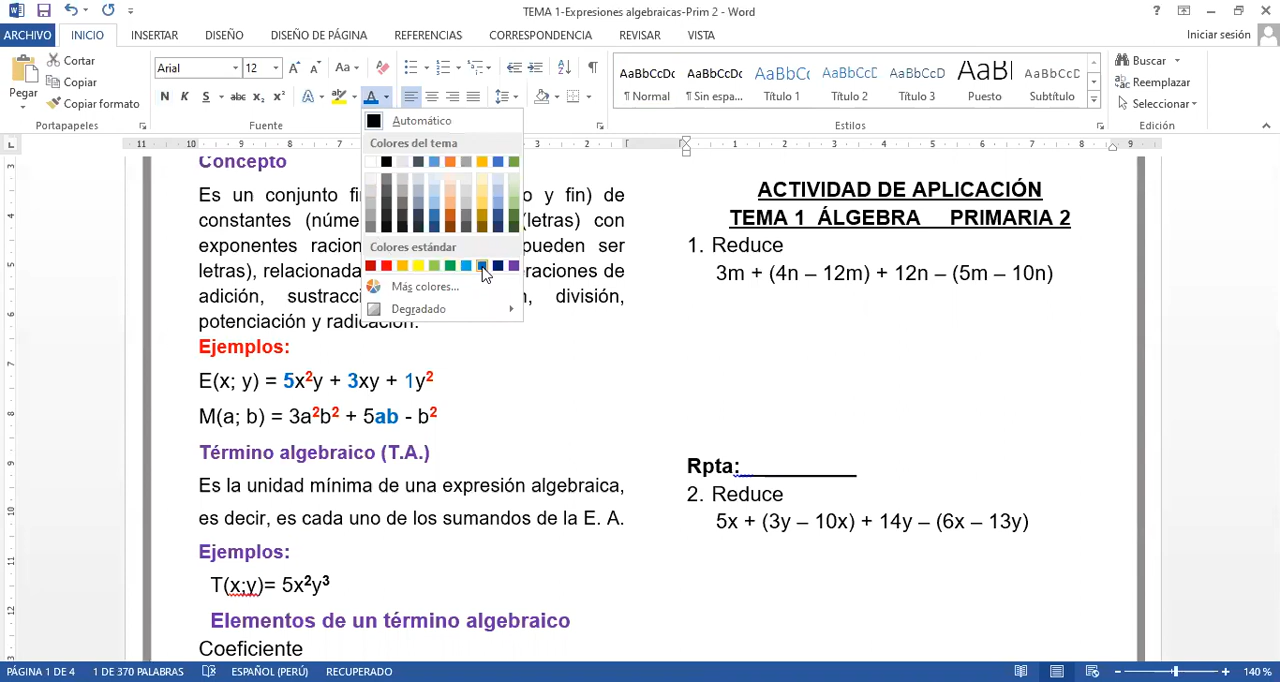 TEMA 1-Expresiones algebraicas-Prim 2 - Word
ARCHIVO INICIO INSERTAR DISEÑO DISEÑO DE PÁGINA REFERENCIAS CORRESPONDENCIA REVISAR VISTA Iniciar sesión
Pegar
Cortar
Copiar
Copiar formato
Portapapeles
Arial 12
Fuente
AaBbCcDc AaBbCcDc AaBbCc AaBbCcC AaBbCcD AaBl AaBbCcD
¶ Normal ¶ Sin espa... Título 1 Título 2 Título 3 Puesto Subtítulo
Estilos
Buscar
Reemplazar
Seleccionar
Edición
Automático
Colores del tema
Colores estándar
Más colores...
Degradado
Concepto
Es un conjunto fi y fin) de
constantes (núme (letras) con
exponentes racion pueden ser
letras), relacionada raciones de
adición, sustracci n, división,
potenciación y radicación.
Ejemplos:
E(x; y) = 5x²y + 3xy + 1y²
M(a; b) = 3a²b² + 5ab - b²
Término algebraico (T.A.)
Es la unidad mínima de una expresión algebraica,
es decir, es cada uno de los sumandos de la E. A.
Ejemplos:
T(x;y)= 5x²y³
Elementos de un término algebraico
Coeficiente
ACTIVIDAD DE APLICACIÓN
TEMA 1 ÁLGEBRA PRIMARIA 2
1. Reduce
3m + (4n – 12m) + 12n – (5m – 10n)
Rpta:__________
2. Reduce
5x + (3y – 10x) + 14y – (6x – 13y)
PÁGINA 1 DE 4 1 DE 370 PALABRAS ESPAÑOL (PERÚ) RECUPERADO 140 %